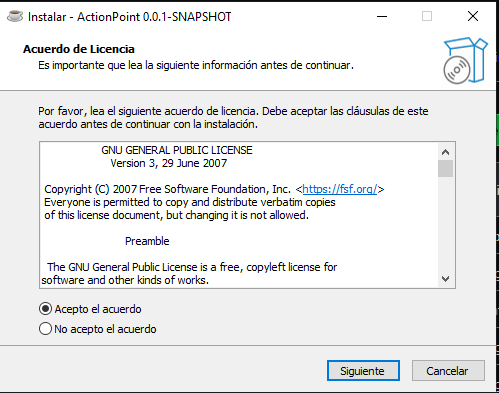 Instalar - ActionPoint 0.0.1-SNAPSHOT
Acuerdo de Licencia
Es importante que lea la siguiente información antes de continuar.
Por favor, lea el siguiente acuerdo de licencia. Debe aceptar las cláusulas de este
acuerdo antes de continuar con la instalación.
GNU GENERAL PUBLIC LICENSE
Version 3, 29 June 2007
Copyright (C) 2007 Free Software Foundation, Inc. <https://fsf.org/>
Everyone is permitted to copy and distribute verbatim copies
of this license document, but changing it is not allowed.
Preamble
The GNU General Public License is a free, copyleft license for
software and other kinds of works.
Acepto el acuerdo
No acepto el acuerdo
Siguiente
Cancelar